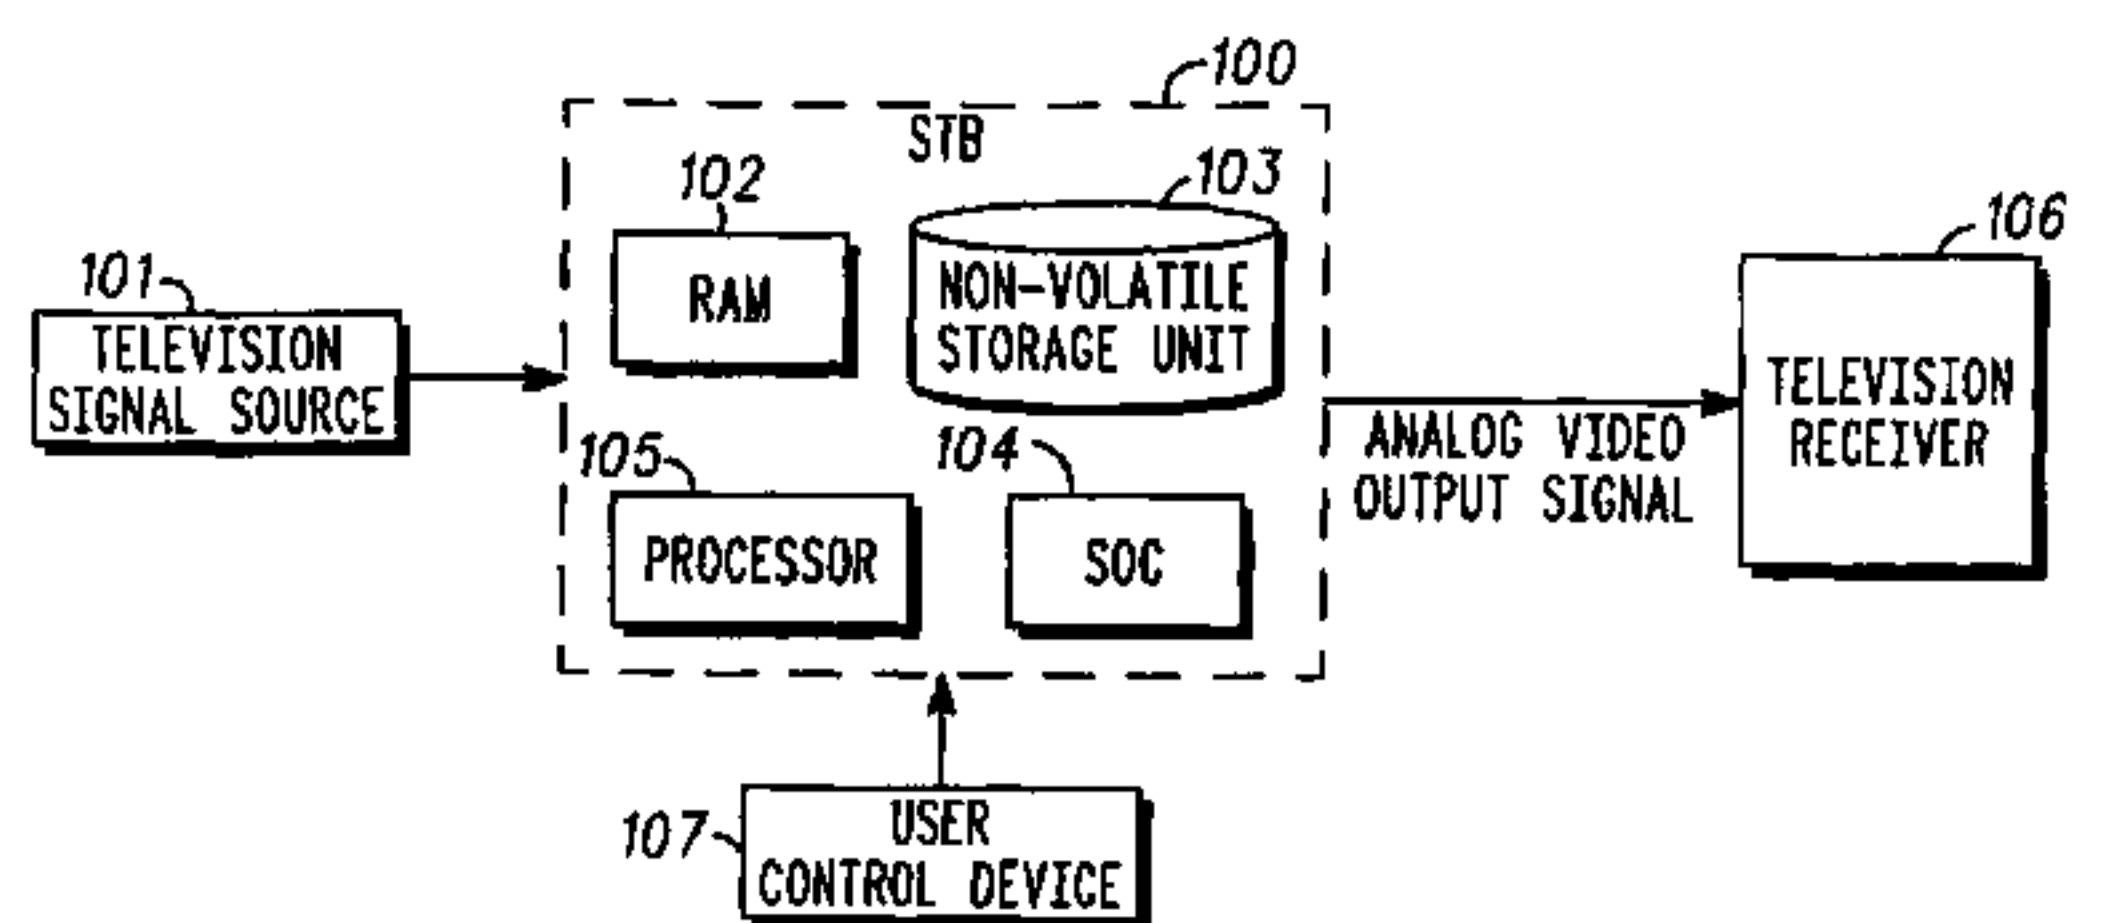 100
STB
102
103
RAM
NON-VOLATILE
STORAGE UNIT
101
TELEVISION
SIGNAL SOURCE
105
PROCESSOR
104
SOC
ANALOG VIDEO
OUTPUT SIGNAL
106
TELEVISION
RECEIVER
107
USER
CONTROL DEVICE